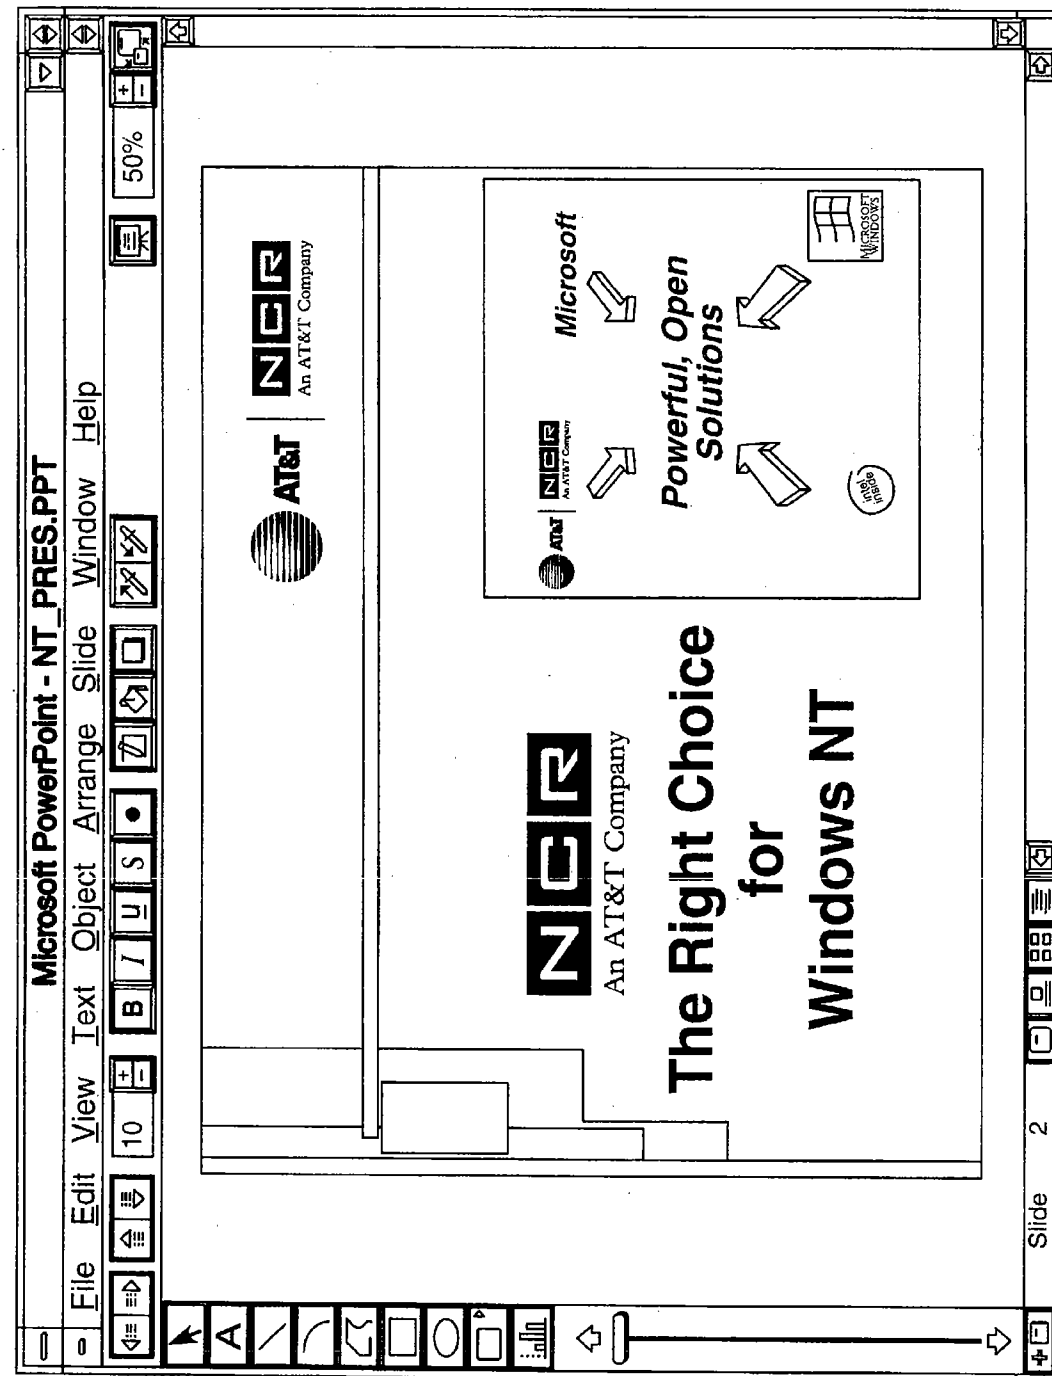 Microsoft PowerPoint - NT_PRES.PPT
File Edit View Text Object Arrange Slide Window Help
10 + - B I U S 50% + -
A
AT&T NCR
An AT&T Company
NCR
An AT&T Company
The Right Choice
for
Windows NT
AT&T NCR
An AT&T Company
Microsoft
Powerful, Open
Solutions
intel
inside
MICROSOFT
WINDOWS
Slide 2